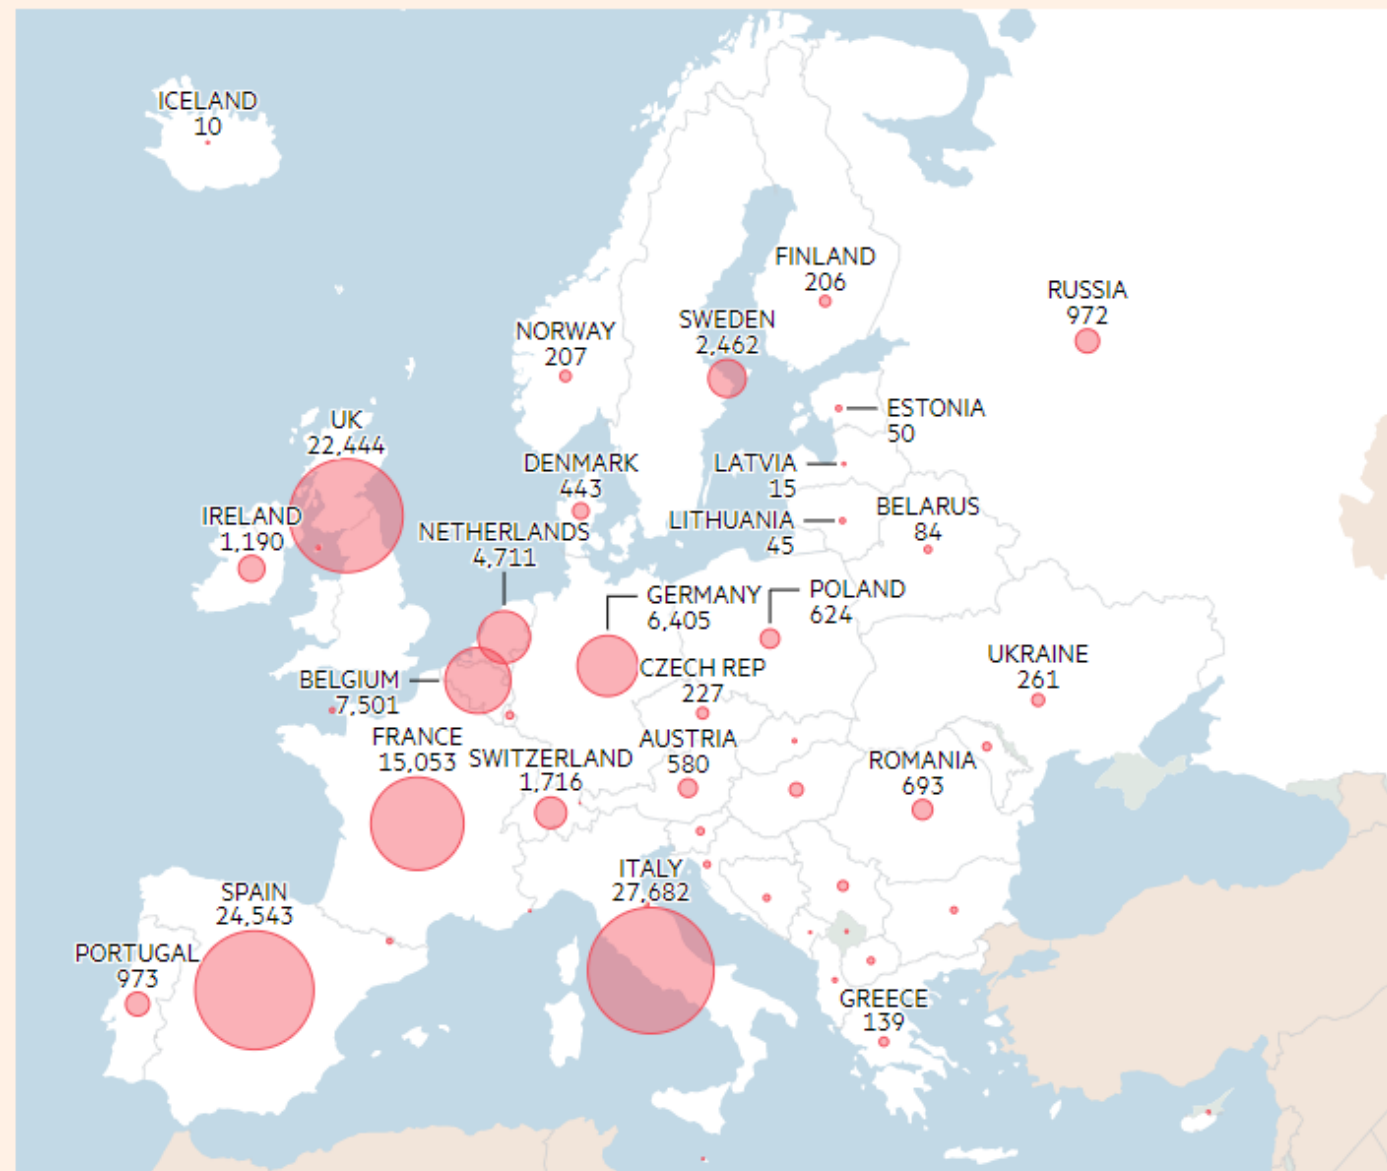 ICELAND
10
FINLAND
206
RUSSIA
972
NORWAY
207
SWEDEN
2,462
UK
22,444
ESTONIA
50
DENMARK
443
LATVIA
15
IRELAND
1,190
NETHERLANDS
4,711
LITHUANIA
45
BELARUS
84
GERMANY
6,405
POLAND
624
BELGIUM
7,501
CZECH REP
227
UKRAINE
261
FRANCE
15,053
SWITZERLAND
1,716
AUSTRIA
580
ROMANIA
693
ITALY
27,682
SPAIN
24,543
PORTUGAL
973
GREECE
139